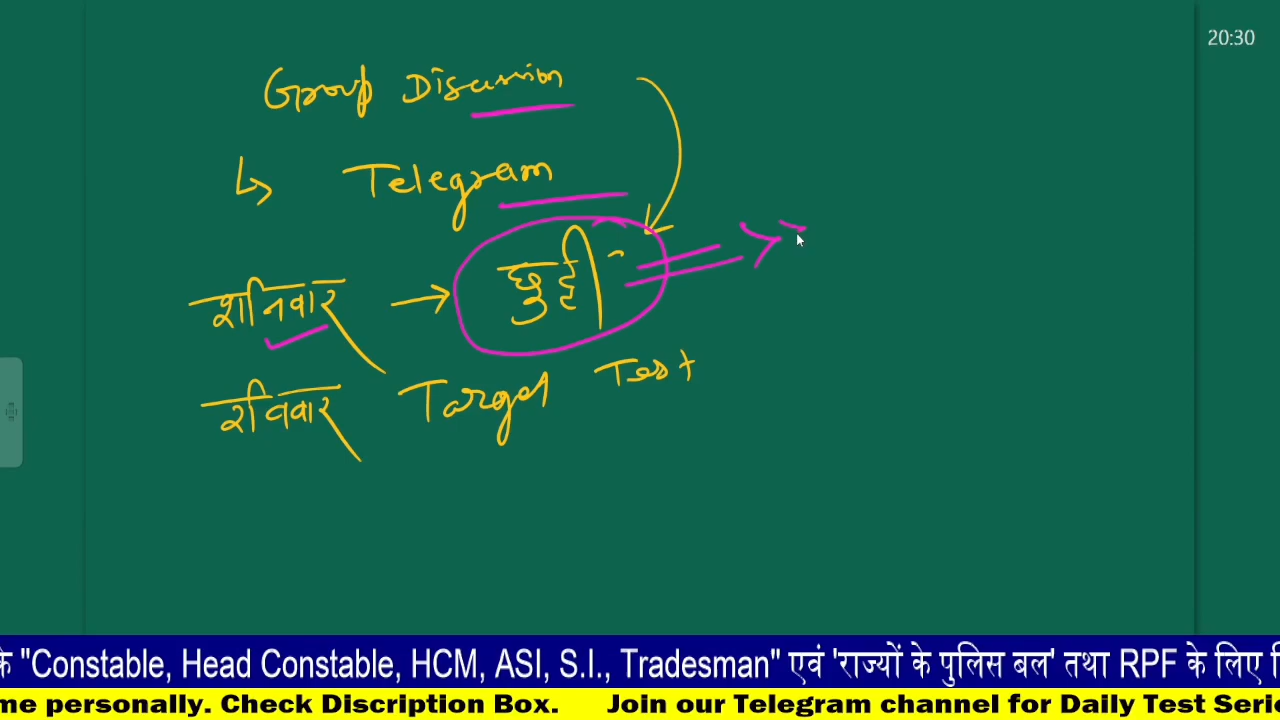 20:30
Group Discussion
↳ Telegram
शनिवार → छुट्टी
रविवार Target Test
के "Constable, Head Constable, HCM, ASI, S.I., Tradesman" एवं 'राज्यों के पुलिस बल' तथा RPF के लिए
me personally. Check Discription Box. Join our Telegram channel for Daily Test Serie